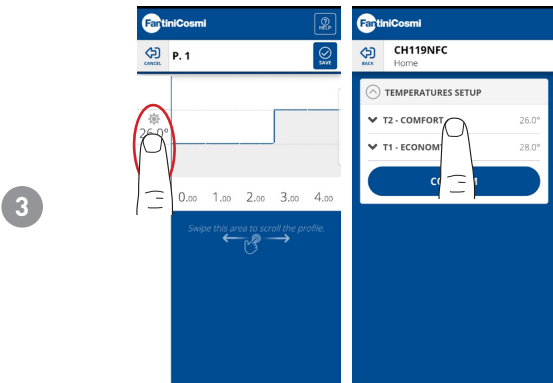 3
FantiniCosmi
HELP
CANCEL
P. 1
SAVE
26.0°
0.00 1.00 2.00 3.00 4.00
Swipe this area to scroll the profile.
FantiniCosmi
BACK
CH119NFC
Home
TEMPERATURES SETUP
T2 - COMFORT 26.0°
T1 - ECONOMY 28.0°